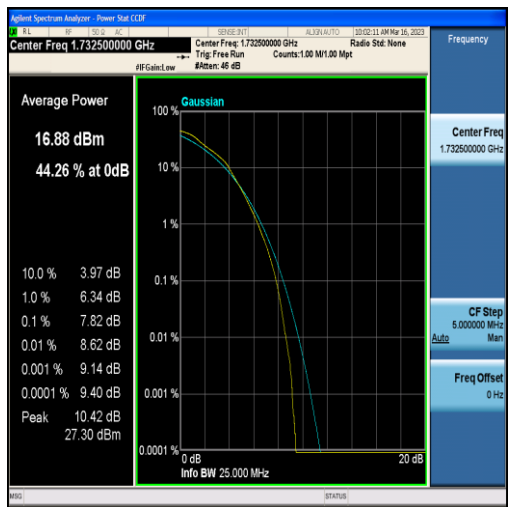 Agilent Spectrum Analyzer - Power Stat CCDF
RL RF 50 Ω AC SENSE:INT ALIGN AUTO 10:02:11 AM Mar 16, 2023
Center Freq 1.732500000 GHz
Center Freq: 1.732500000 GHz Radio Std: None
Trig: Free Run Counts:1.00 M/1.00 Mpt
#IFGain:Low #Atten: 46 dB
Frequency
Average Power
16.88 dBm
44.26 % at 0dB
10.0 % 3.97 dB
1.0 % 6.34 dB
0.1 % 7.82 dB
0.01 % 8.62 dB
0.001 % 9.14 dB
0.0001 % 9.40 dB
Peak 10.42 dB
27.30 dBm
Gaussian
100 %
10 %
1 %
0.1 %
0.01 %
0.001 %
0.0001 %
0 dB 20 dB
Info BW 25.000 MHz
Center Freq
1.732500000 GHz
CF Step
5.000000 MHz
Auto Man
Freq Offset
0 Hz
MSG STATUS